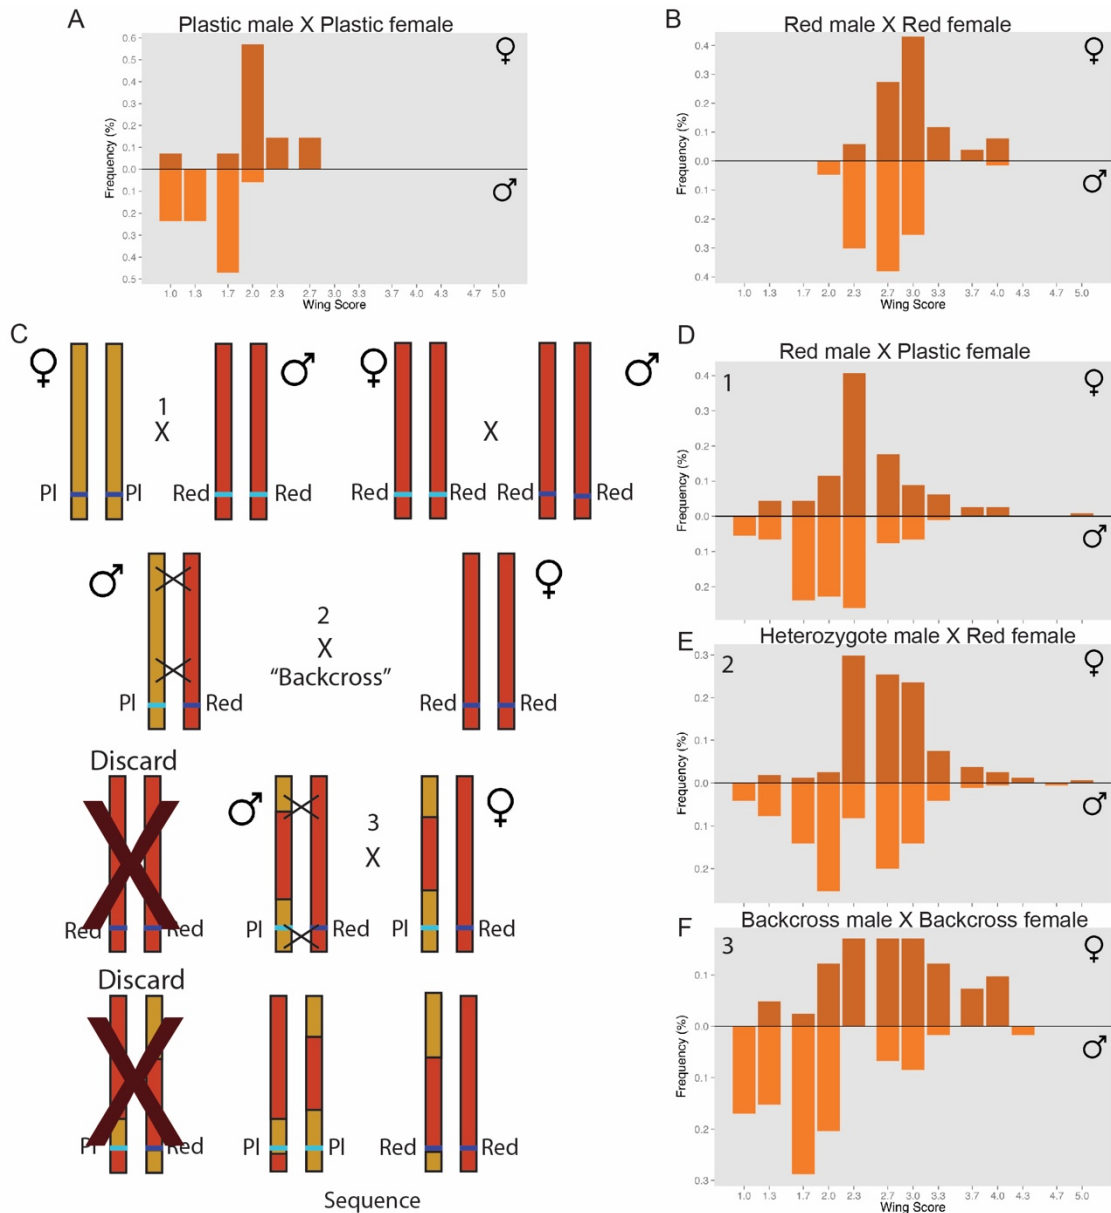 A
Plastic male X Plastic female
♀
Frequency (%)
0.6
0.5
0.4
0.3
0.2
0.1
0.0
0.1
0.2
0.3
0.4
0.5
♂
1.0 1.3 1.7 2.0 2.3 2.7 3.0 3.3 3.7 4.0 4.3 4.7 5.0
Wing Score
B
Red male X Red female
♀
Frequency (%)
0.4
0.3
0.2
0.1
0.0
0.1
0.2
0.3
0.4
♂
1.0 1.3 1.7 2.0 2.3 2.7 3.0 3.3 3.7 4.0 4.3 4.7 5.0
Wing Score
C
♀ ♂ ♀ ♂
1
X X
Pl Pl Red Red Red Red Red Red
♂ ♀
2
X
“Backcross”
Pl Red Red Red
Discard
♂ ♀
3
X
Red Red Pl Red Pl Red
Discard
Pl Red Pl Pl Red Red
Sequence
D
Red male X Plastic female
1
♀
Frequency (%)
0.4
0.3
0.2
0.1
0.0
0.1
0.2
♂
E
Heterozygote male X Red female
2
♀
Frequency (%)
0.3
0.2
0.1
0.0
0.1
0.2
♂
F
Backcross male X Backcross female
3
♀
Frequency (%)
0.1
0.0
0.1
0.2
0.3
♂
1.0 1.3 1.7 2.0 2.3 2.7 3.0 3.3 3.7 4.0 4.3 4.7 5.0
Wing Score